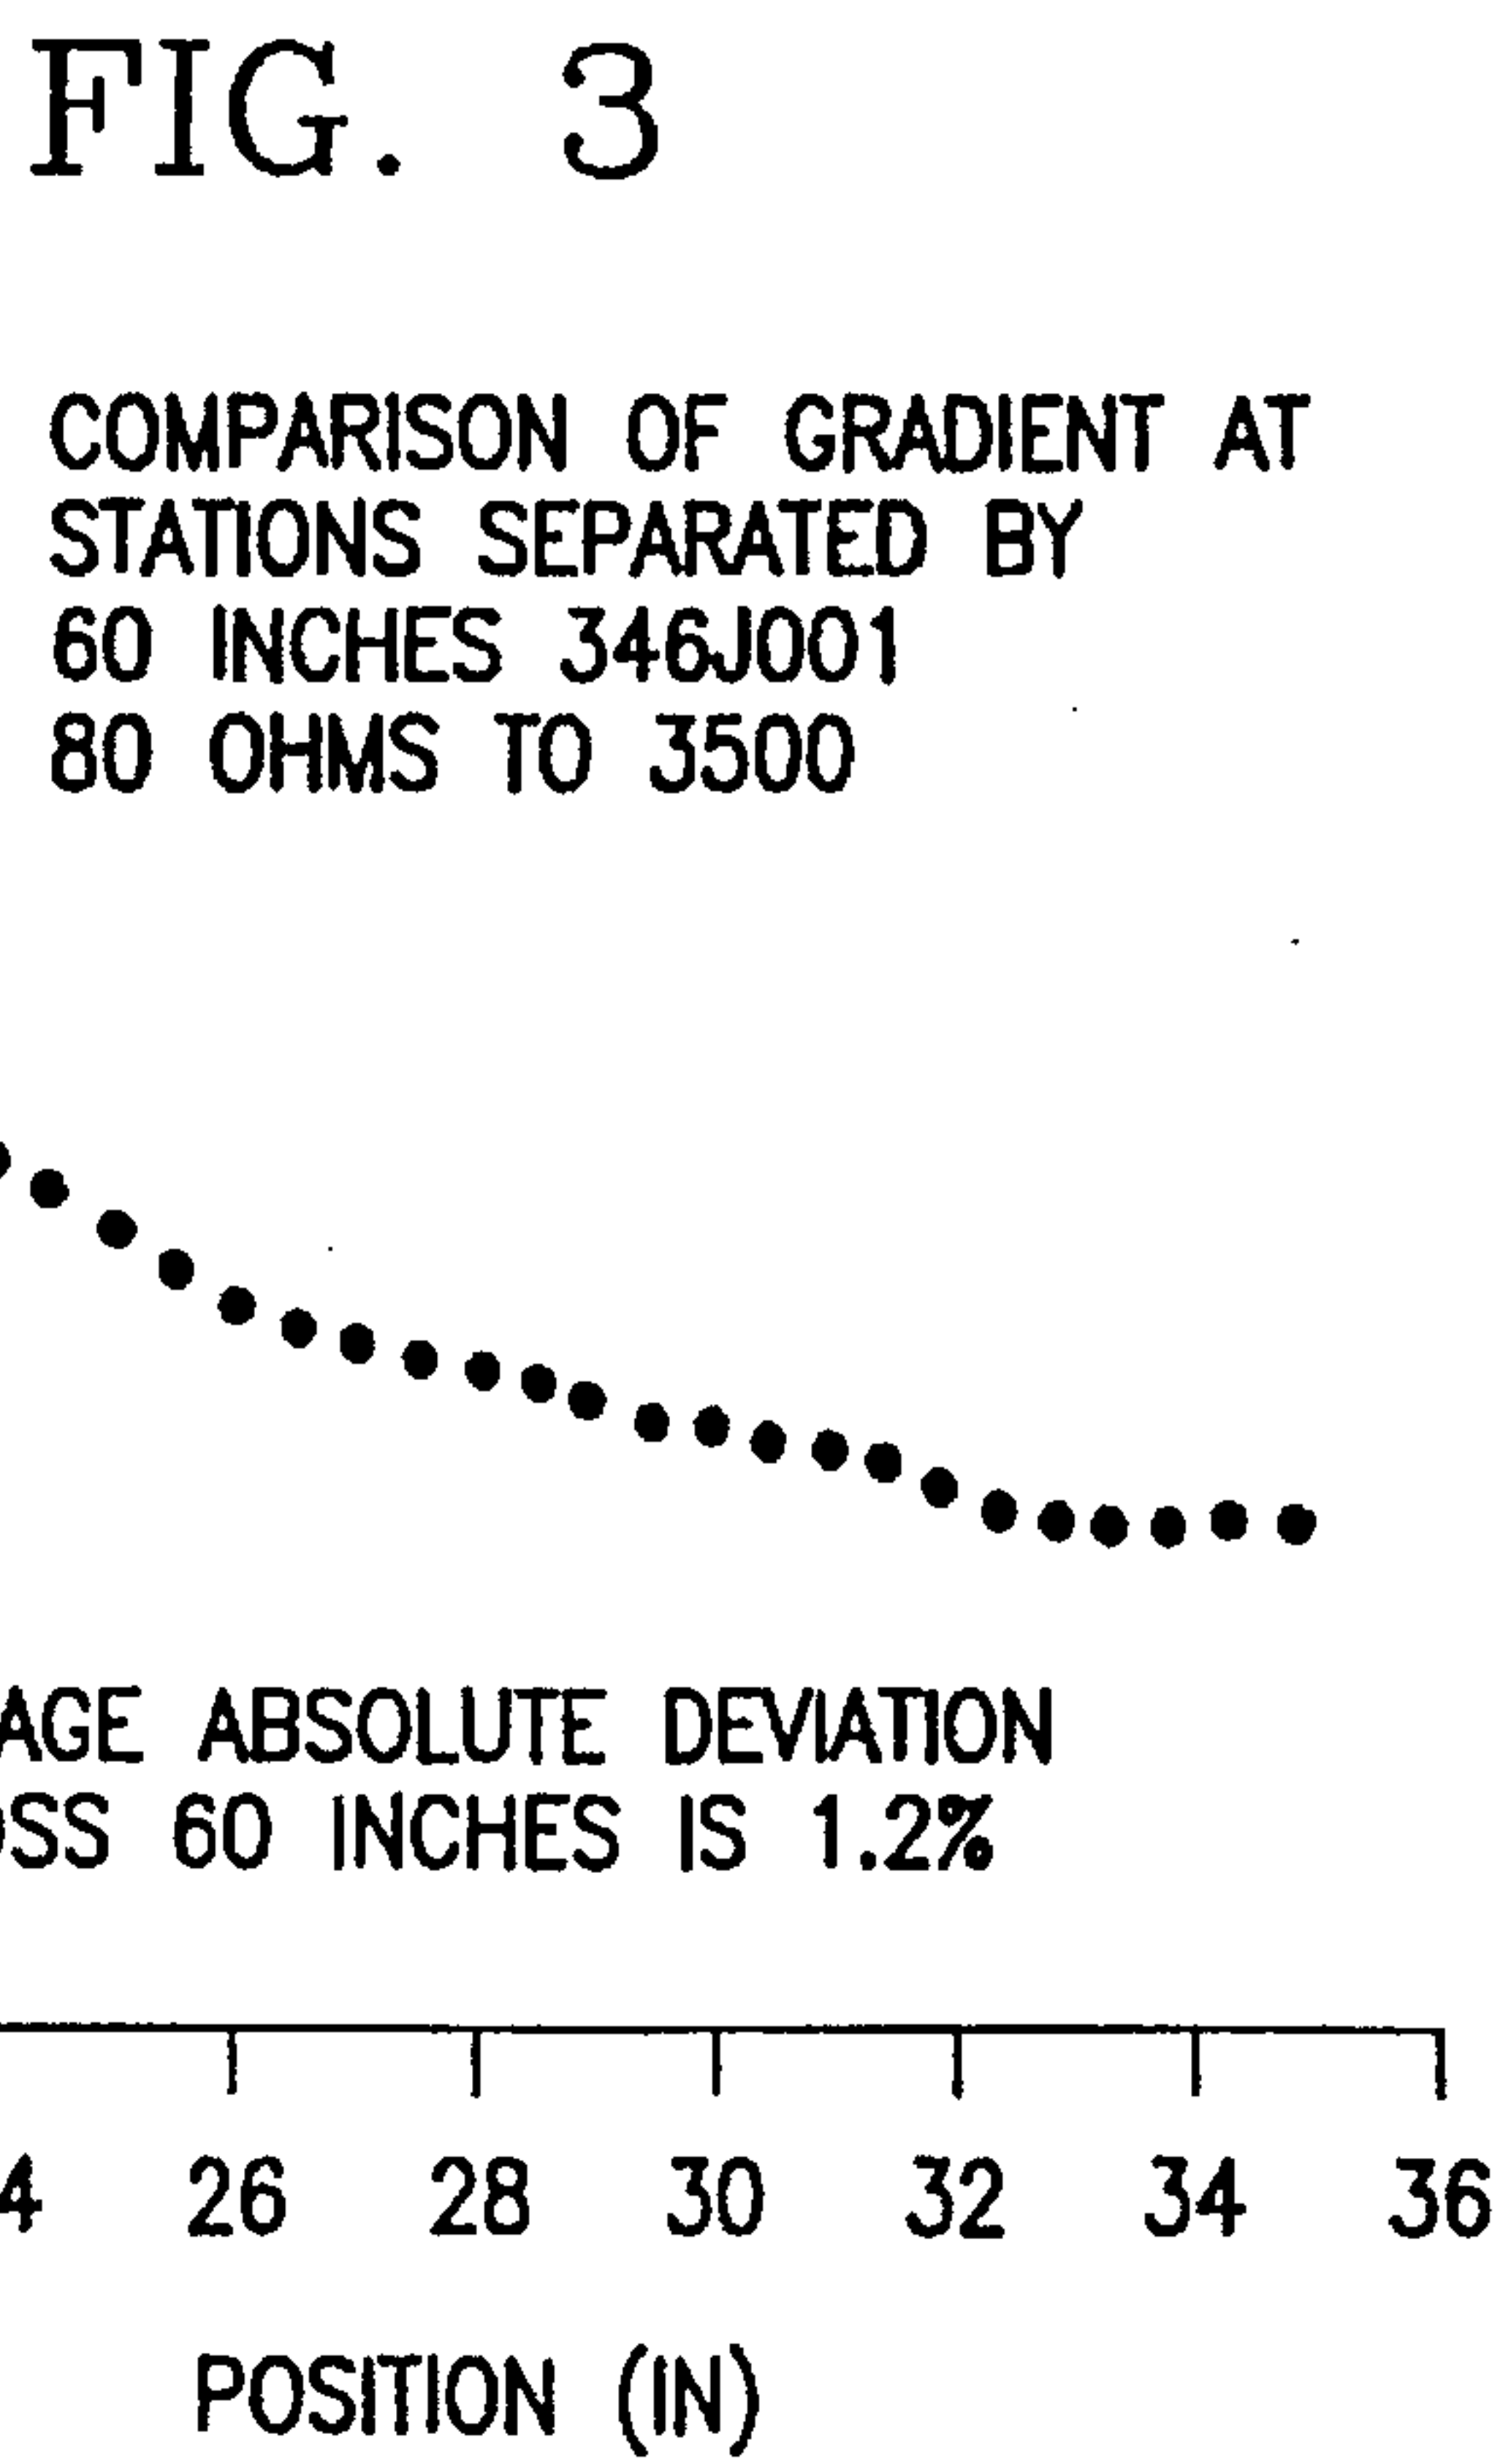 FIG. 3
COMPARISON OF GRADIENT AT
STATIONS SEPARATED BY
60 INCHES 346J001
80 OHMS TO 3500
AGE ABSOLUTE DEVIATION
SS 60 INCHES IS 1.2%
4 26 28 30 32 34 36
POSITION (IN)